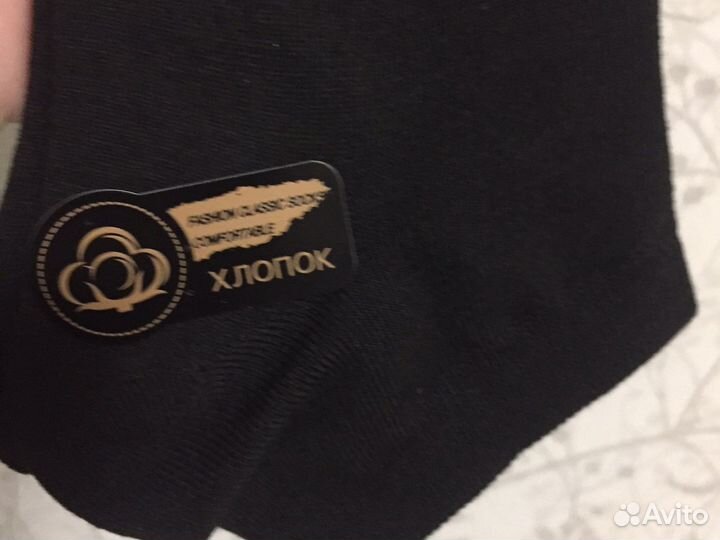 FASHION CLASSIC SOCKS
COMFORTABLE
ХЛОПОК
Avito